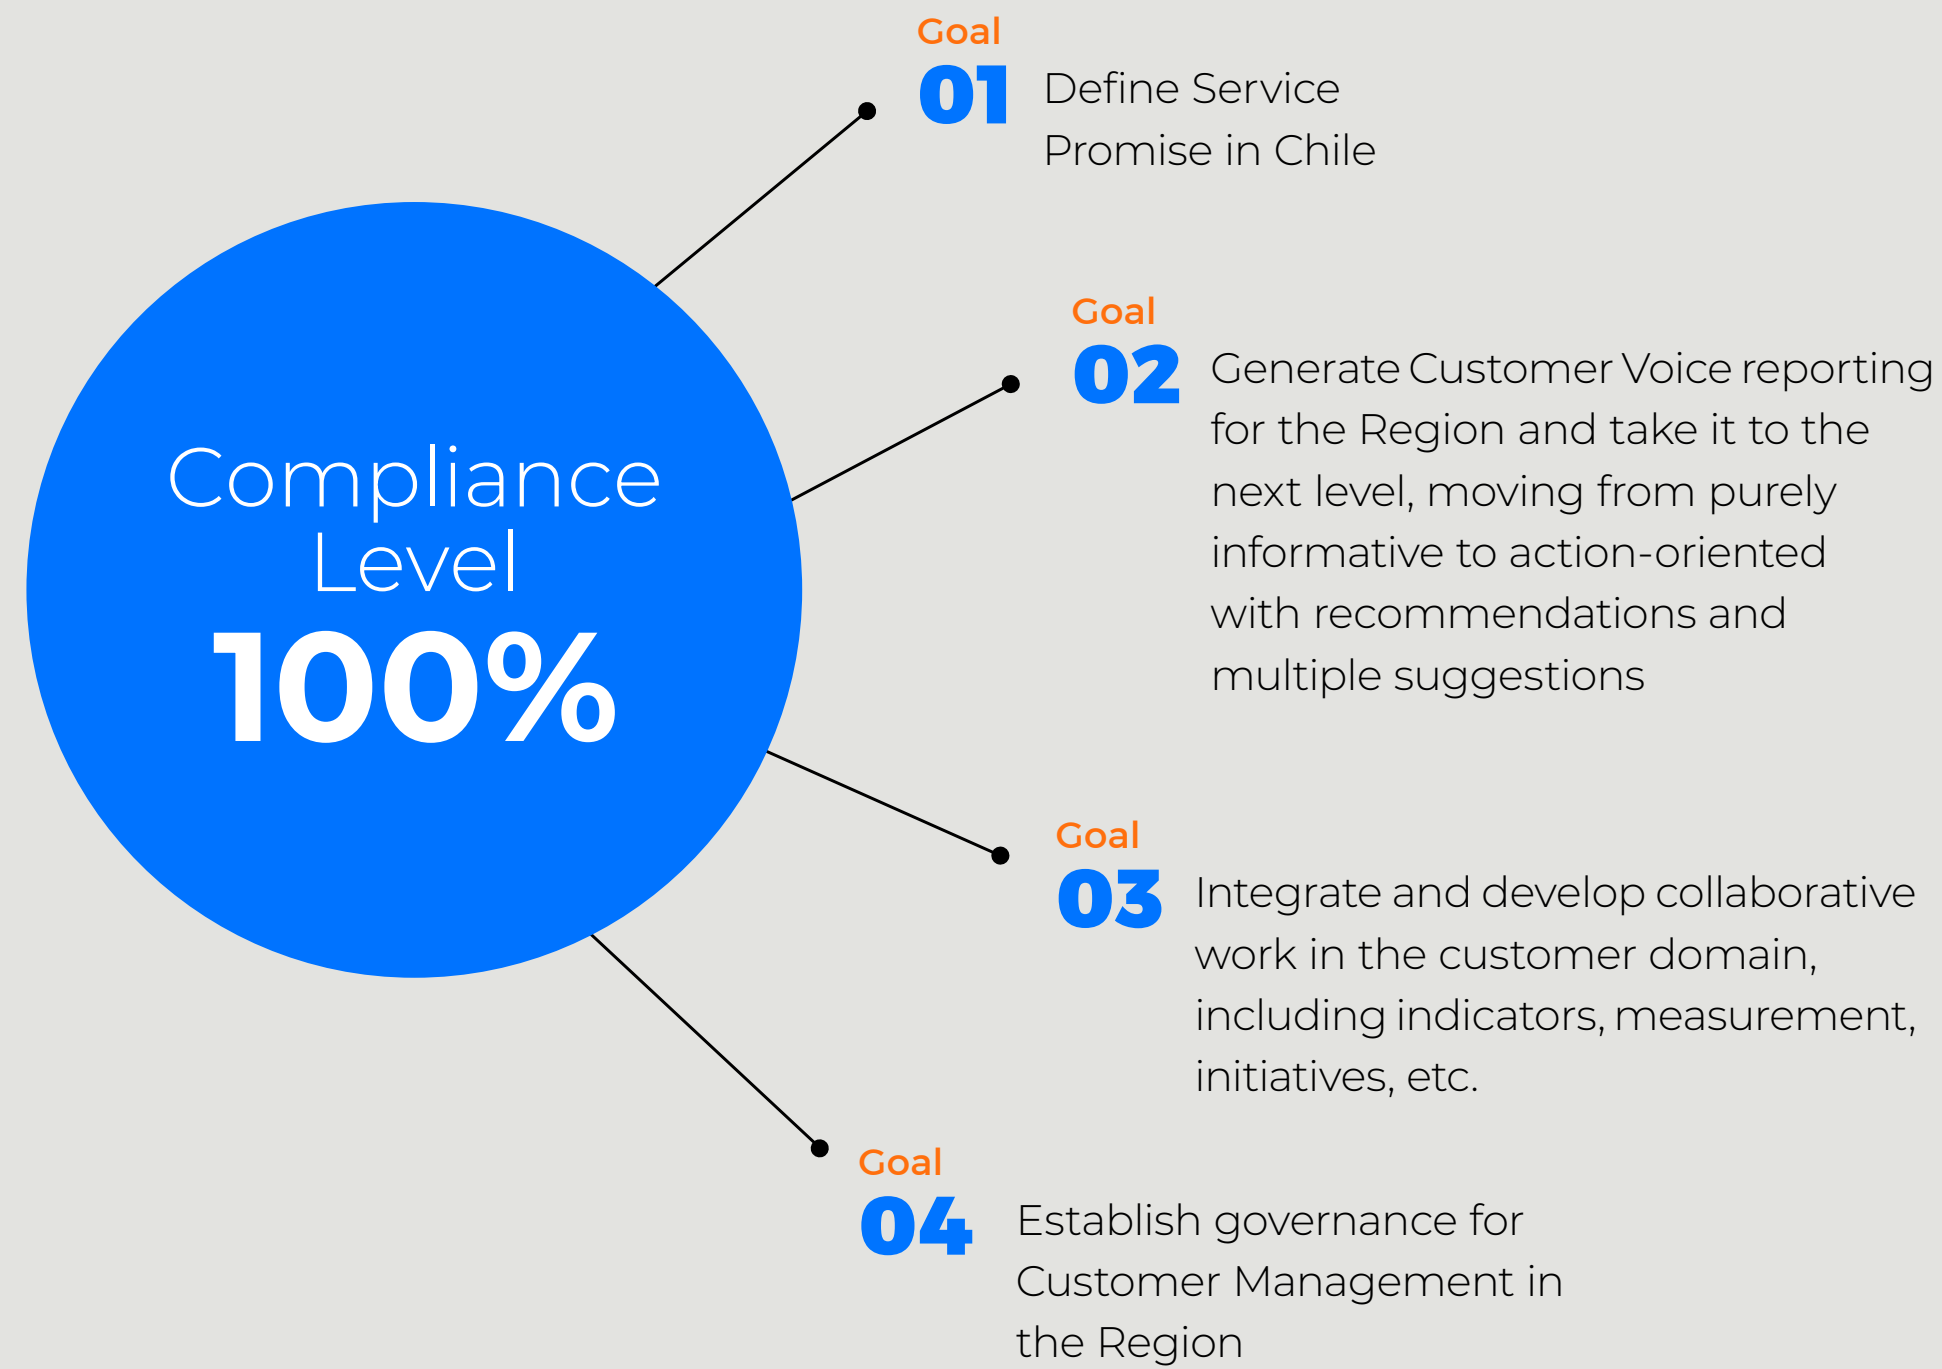 Goal
01
Define Service
Promise in Chile
Goal
02
Generate Customer Voice reporting
for the Region and take it to the
next level, moving from purely
informative to action-oriented
with recommendations and
multiple suggestions
Compliance
Level
100%
Goal
03
Integrate and develop collaborative
work in the customer domain,
including indicators, measurement,
initiatives, etc.
Goal
04
Establish governance for
Customer Management in
the Region